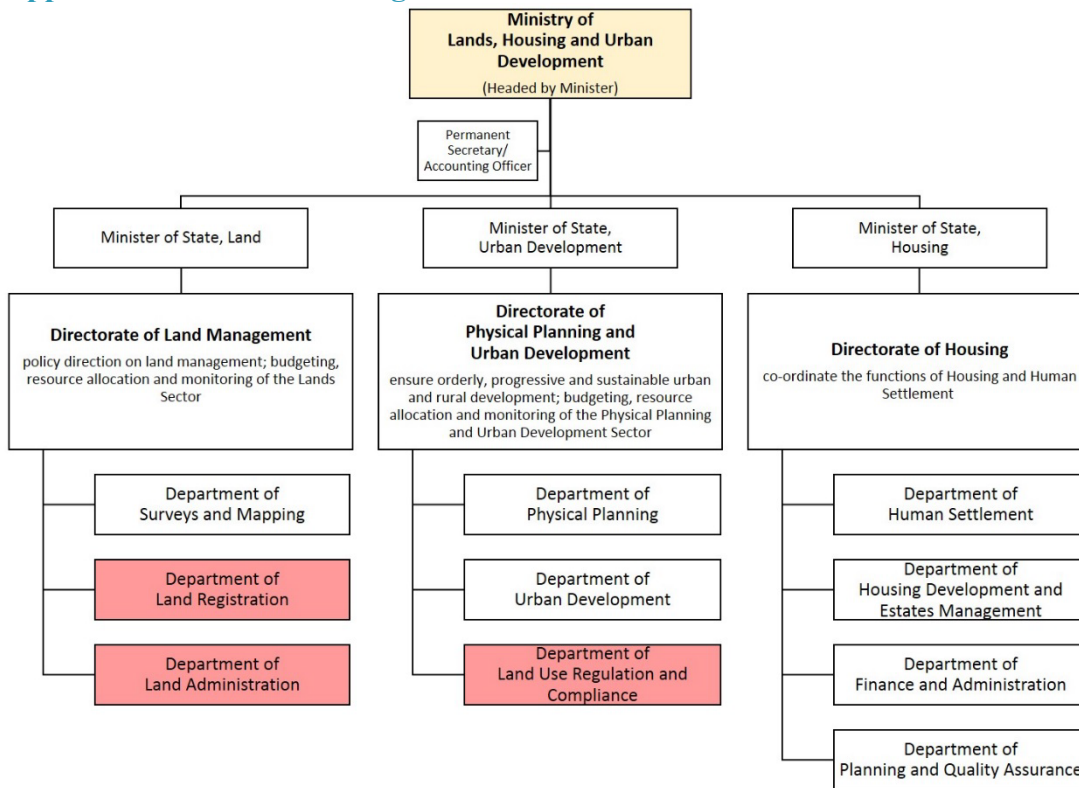 Ministry of
Lands, Housing and Urban
Development
(Headed by Minister)
Permanent
Secretary/
Accounting Officer
Minister of State, Land
Minister of State,
Urban Development
Minister of State,
Housing
Directorate of Land Management
policy direction on land management; budgeting,
resource allocation and monitoring of the Lands
Sector
Directorate of
Physical Planning and
Urban Development
ensure orderly, progressive and sustainable urban
and rural development; budgeting, resource
allocation and monitoring of the Physical Planning
and Urban Development Sector
Directorate of Housing
co-ordinate the functions of Housing and Human
Settlement
Department of
Surveys and Mapping
Department of
Land Registration
Department of
Land Administration
Department of
Physical Planning
Department of
Urban Development
Department of
Land Use Regulation and
Compliance
Department of
Human Settlement
Department of
Housing Development and
Estates Management
Department of
Finance and Administration
Department of
Planning and Quality Assurance